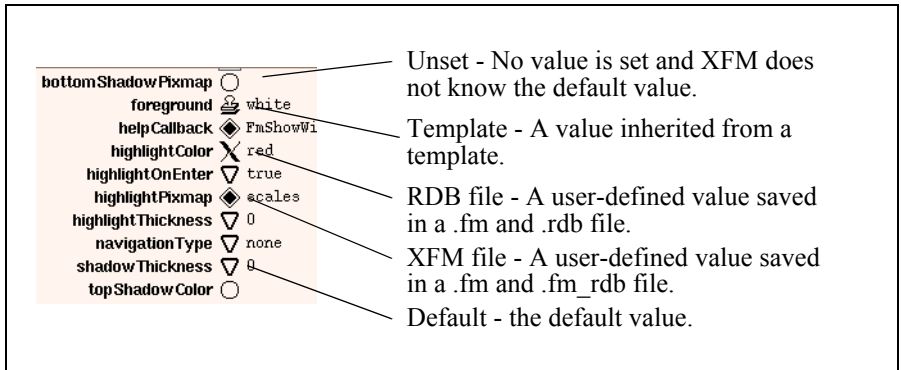 bottomShadowPixmap
foreground white
helpCallback FmShowWi
highlightColor red
highlightOnEnter true
highlightPixmap scales
highlightThickness 0
navigationType none
shadowThickness 0
topShadowColor
Unset - No value is set and XFM does
not know the default value.
Template - A value inherited from a
template.
RDB file - A user-defined value saved
in a .fm and .rdb file.
XFM file - A user-defined value saved
in a .fm and .fm_rdb file.
Default - the default value.